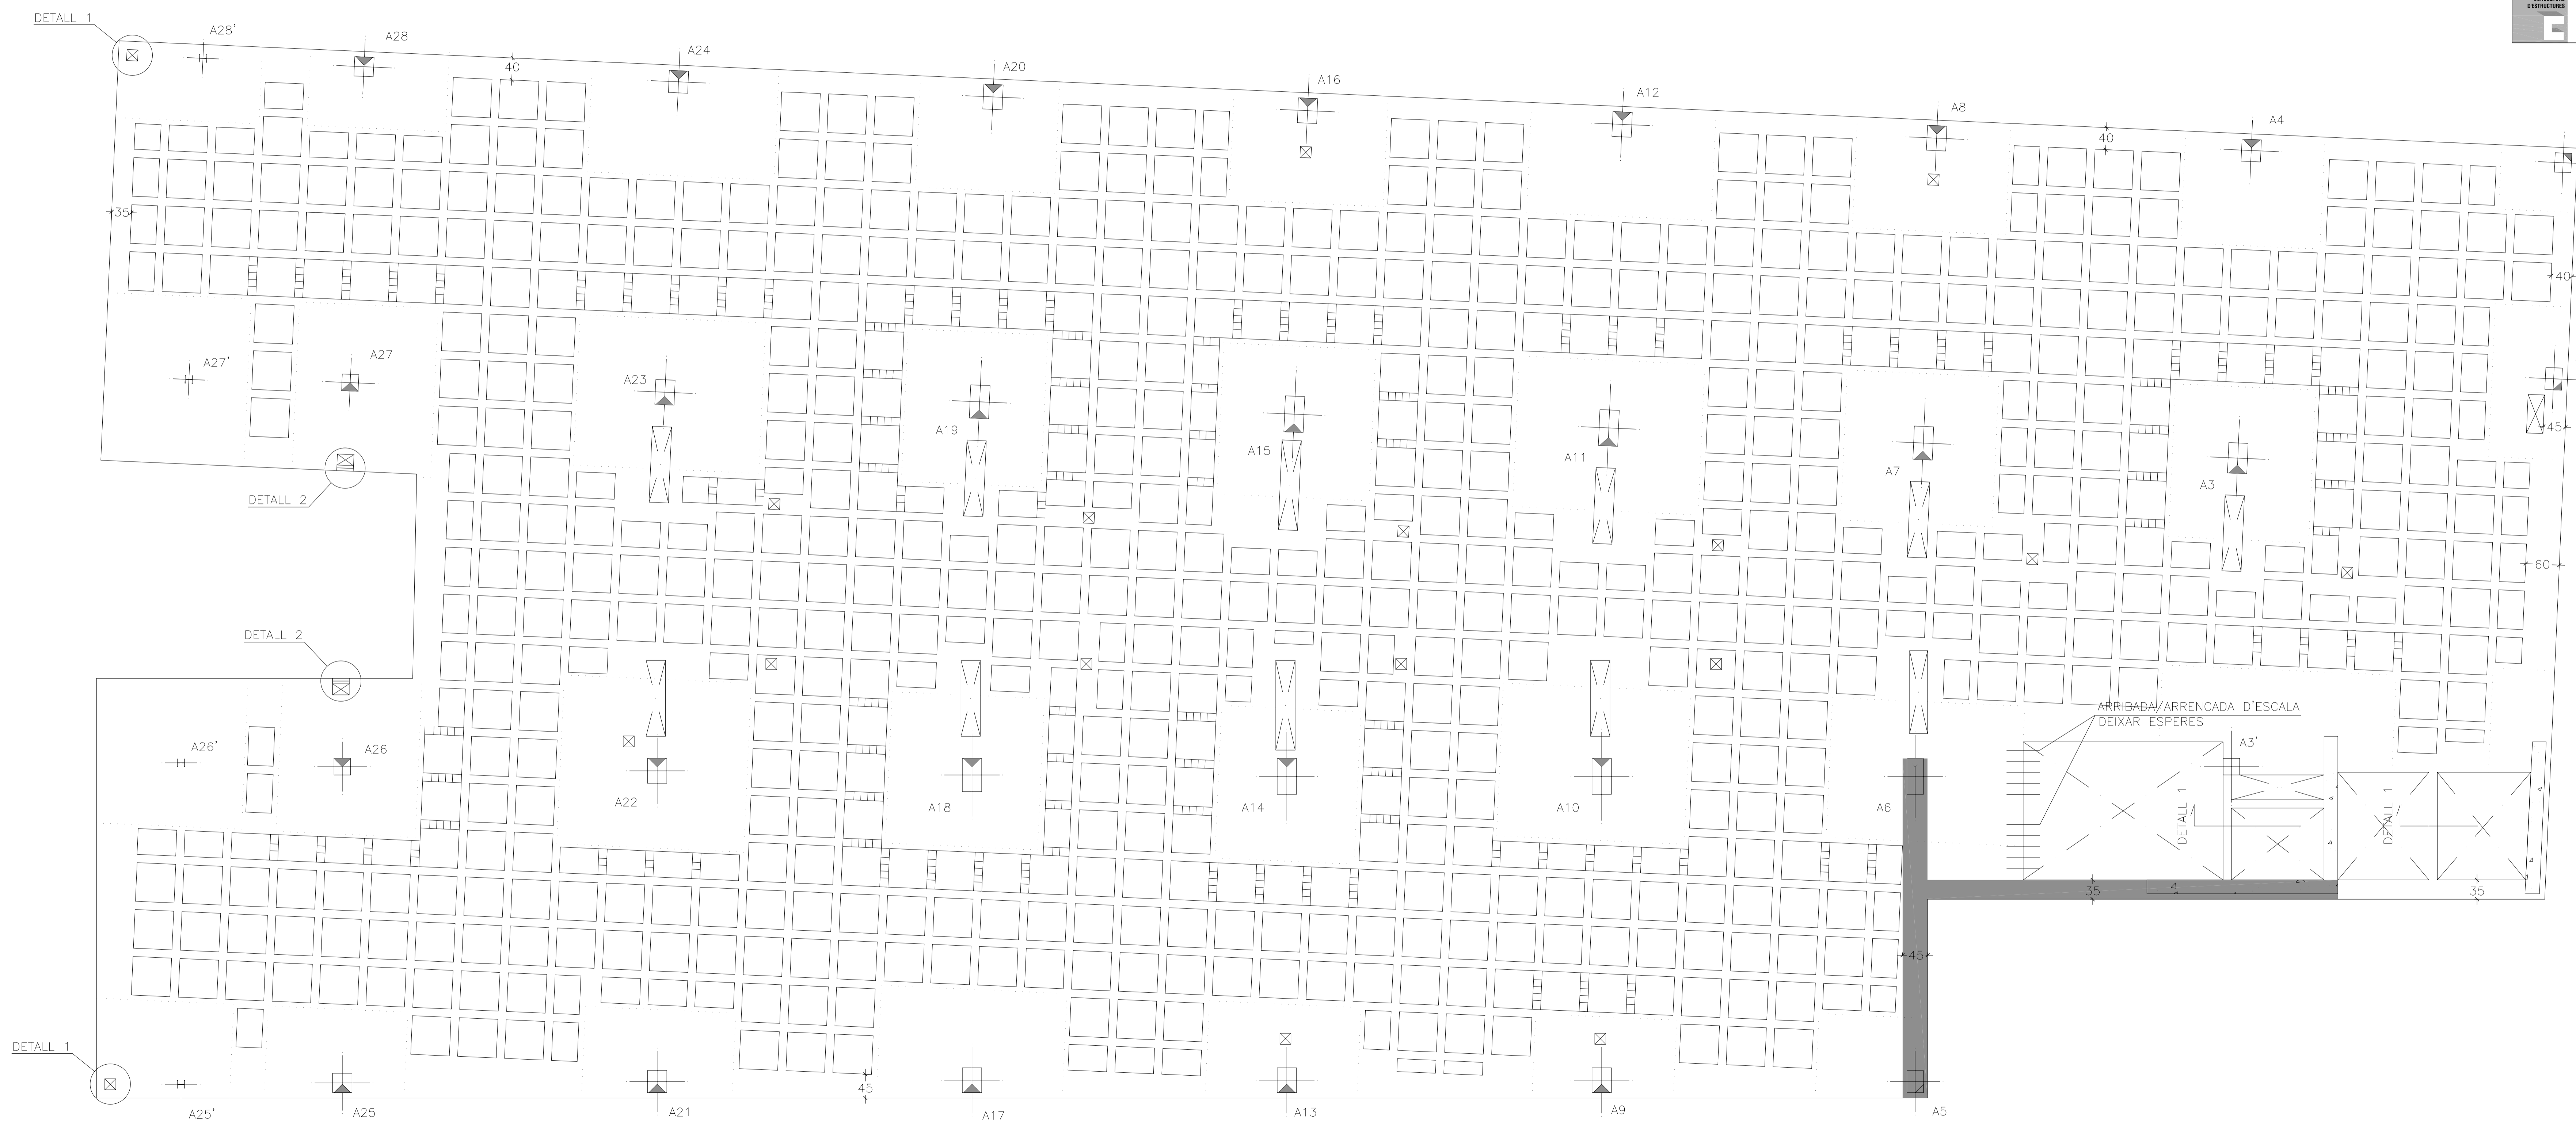 D'ESTRUCTURES
E
DETALL 1
A28'
A28
A24
A20
A16
A12
A8
A4
40
40
35
40
A27'
A27
A23
A19
A15
A11
A7
A3
45
DETALL 2
60
DETALL 2
ARRIBADA/ARRENCADA D'ESCALA
DEIXAR ESPERES
A3'
A26'
A26
A22
A18
A14
A10
A6
DETALL 1
DETALL 1
35
35
45
DETALL 1
45
A25'
A25
A21
A17
A13
A9
A5